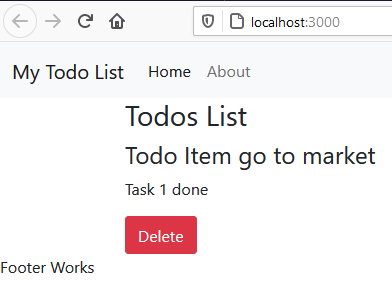 localhost:3000
My Todo List Home About
Todos List
Todo Item go to market
Task 1 done
Delete
Footer Works